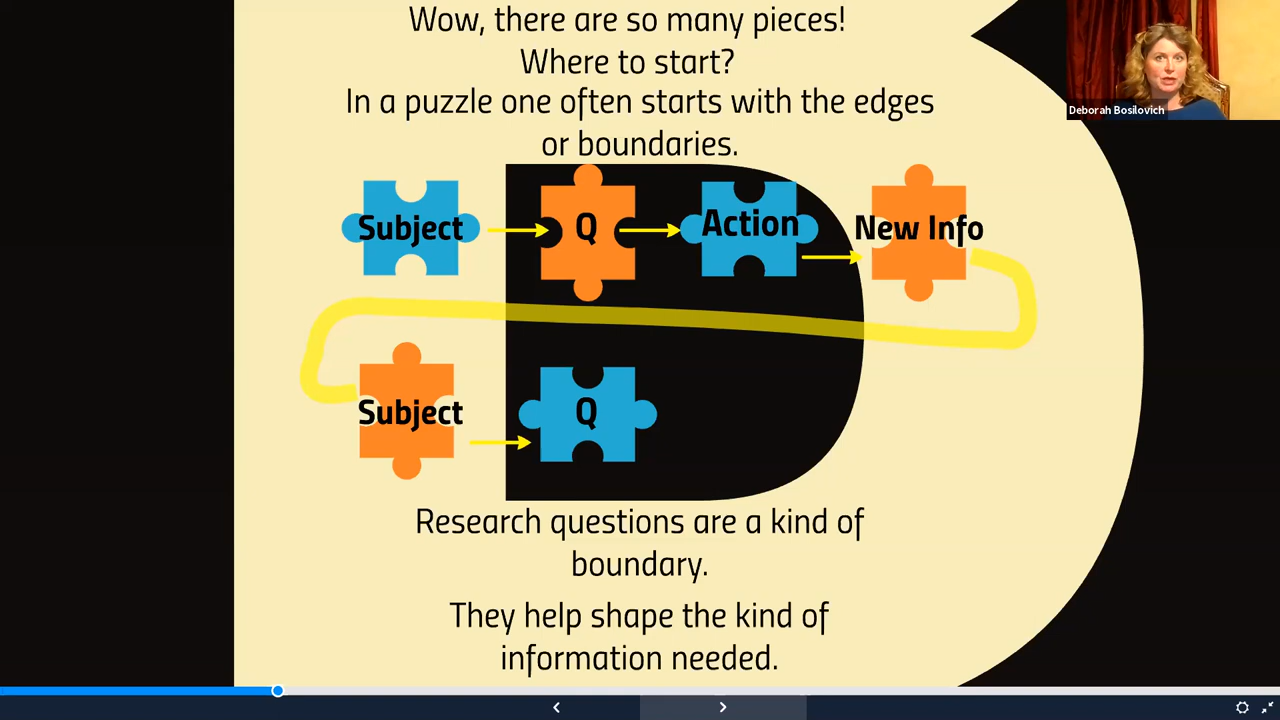 Wow, there are so many pieces!
Where to start?
In a puzzle one often starts with the edges
or boundaries.
Deborah Bosilovich
Subject Q Action New Info
Subject Q
Research questions are a kind of
boundary.
They help shape the kind of
information needed.